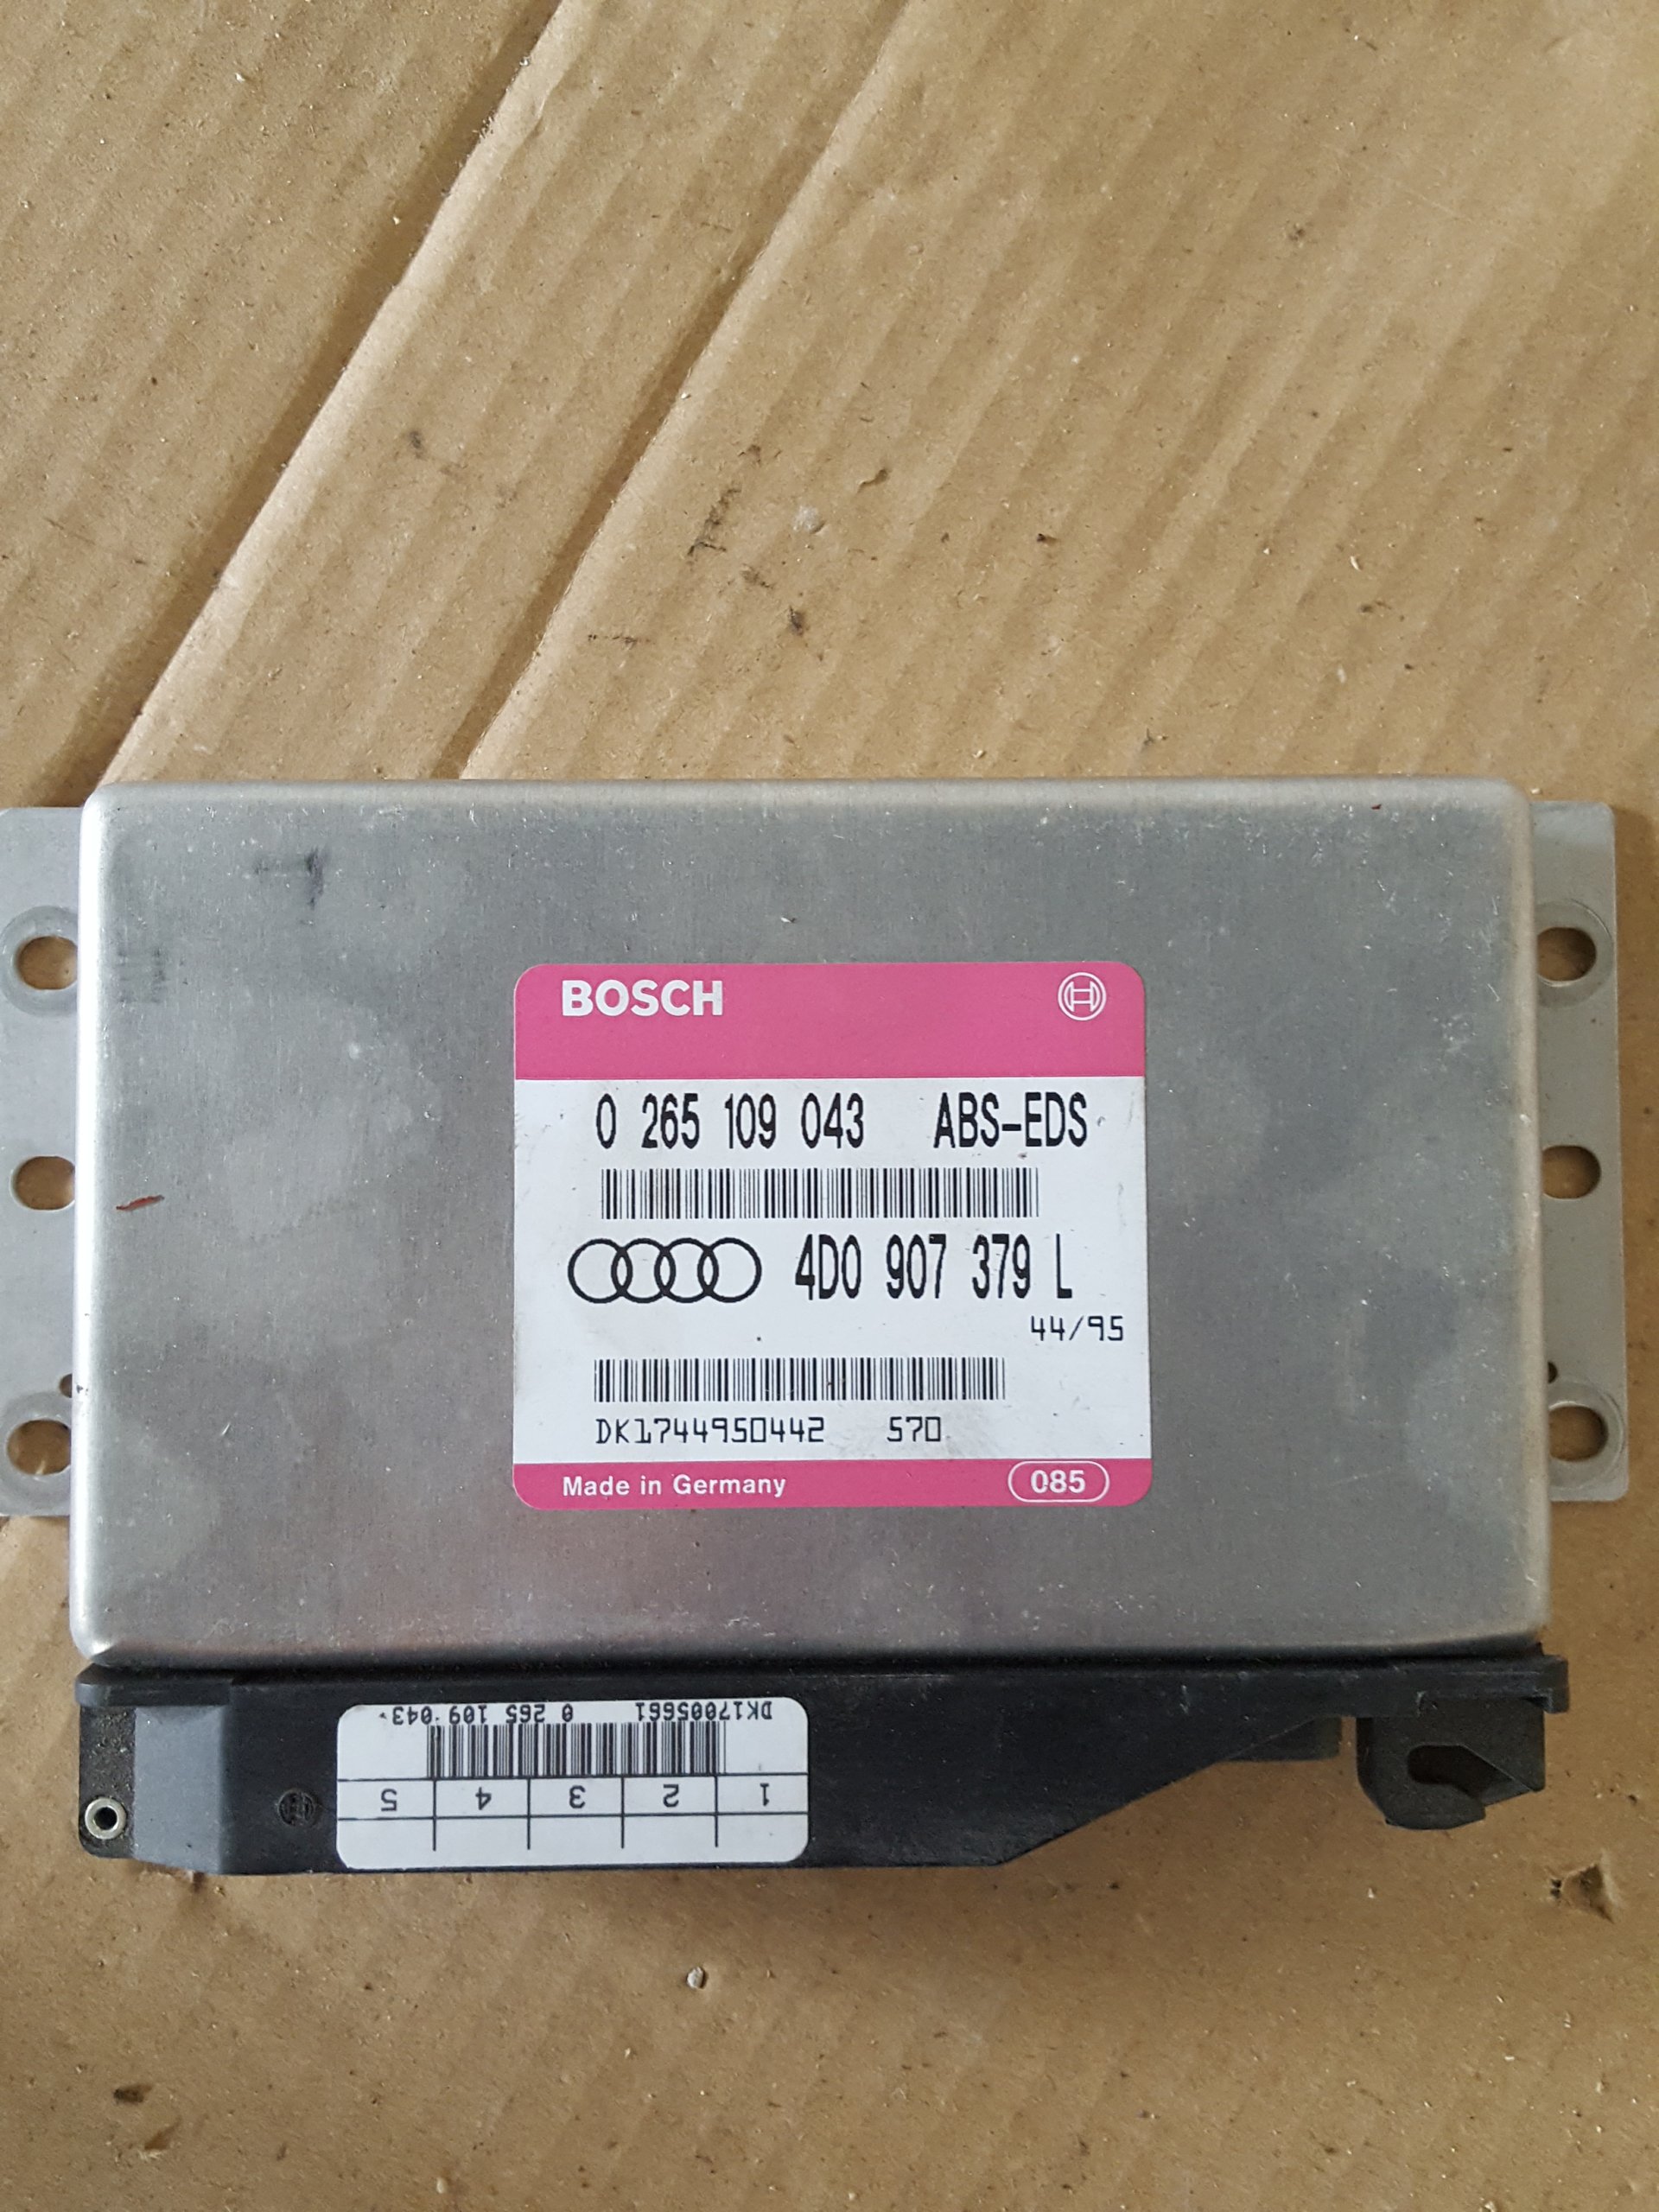 BOSCH
0 265 109 043 ABS-EDS
4D0 907 379 L
44/95
DK1744950442 570
Made in Germany 085
DK17005661 0 265 109 043
1 2 3 4 5